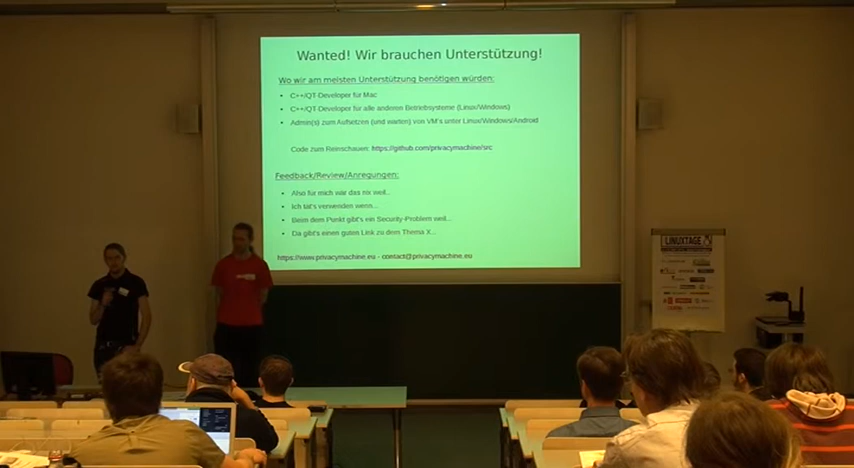 Wanted! Wir brauchen Unterstützung!
Wo wir am meisten Unterstützung benötigen würden:
• C++/QT-Developer für Mac
• C++/QT-Developer für alle anderen Betriebsysteme (Linux/Windows)
• Admin(s) zum Aufsetzen (und warten) von VM's unter Linux/Windows/Android
Code zum Reinschauen: https://github.com/privacymachine/src
Feedback/Review/Anregungen:
• Also für mich wär das nix weil...
• Ich tät's verwenden wenn...
• Beim dem Punkt gibt's ein Security-Problem weil...
• Da gibt's einen guten Link zu dem Thema X...
https://www.privacymachine.eu - contact@privacymachine.eu
LINUXTAGE